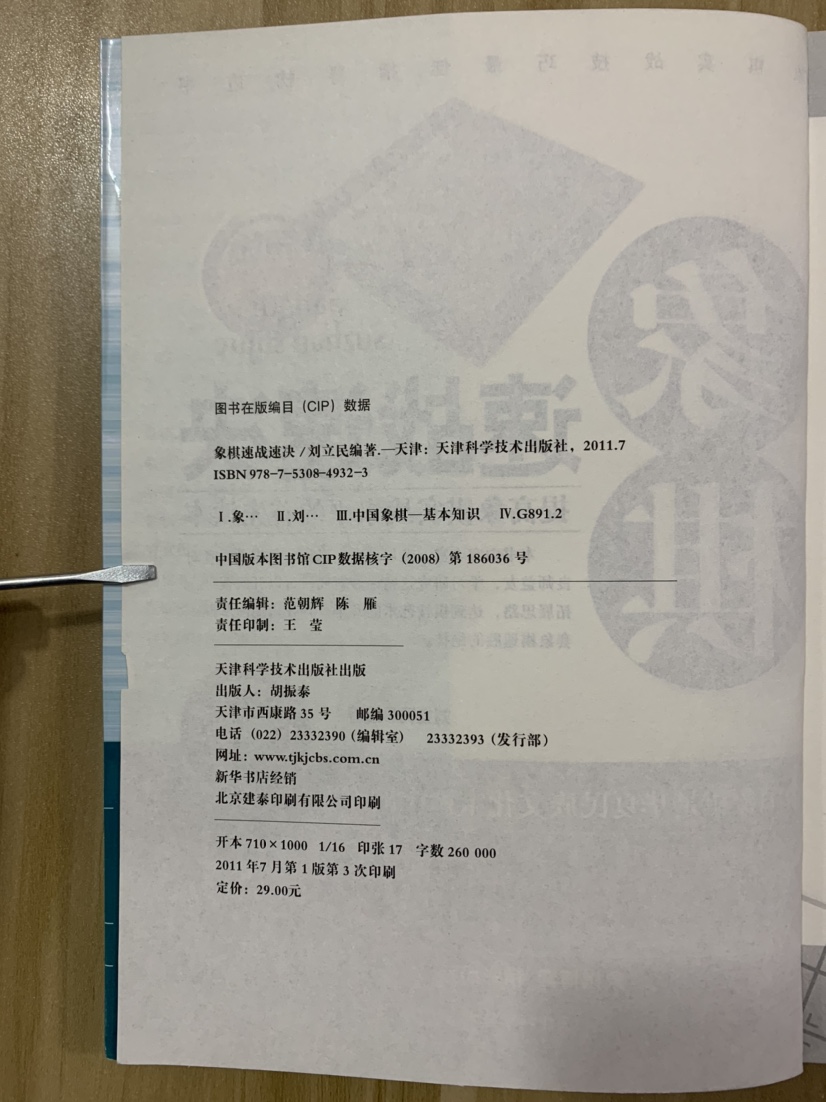 图书在版编目（CIP）数据
象棋速战速决/刘立民编著.—天津：天津科学技术出版社，2011.7
ISBN 978-7-5308-4932-3
Ⅰ.象… Ⅱ.刘… Ⅲ.中国象棋—基本知识 Ⅳ.G891.2
中国版本图书馆CIP数据核字（2008）第186036号
责任编辑：范朝辉 陈 雁
责任印制：王 莹
天津科学技术出版社出版
出版人：胡振泰
天津市西康路35号 邮编 300051
电话（022）23332390（编辑室） 23332393（发行部）
网址：www.tjkjcbs.com.cn
新华书店经销
北京建泰印刷有限公司印刷
开本 710×1000 1/16 印张 17 字数 260 000
2011年7月第1版第3次印刷
定价：29.00元